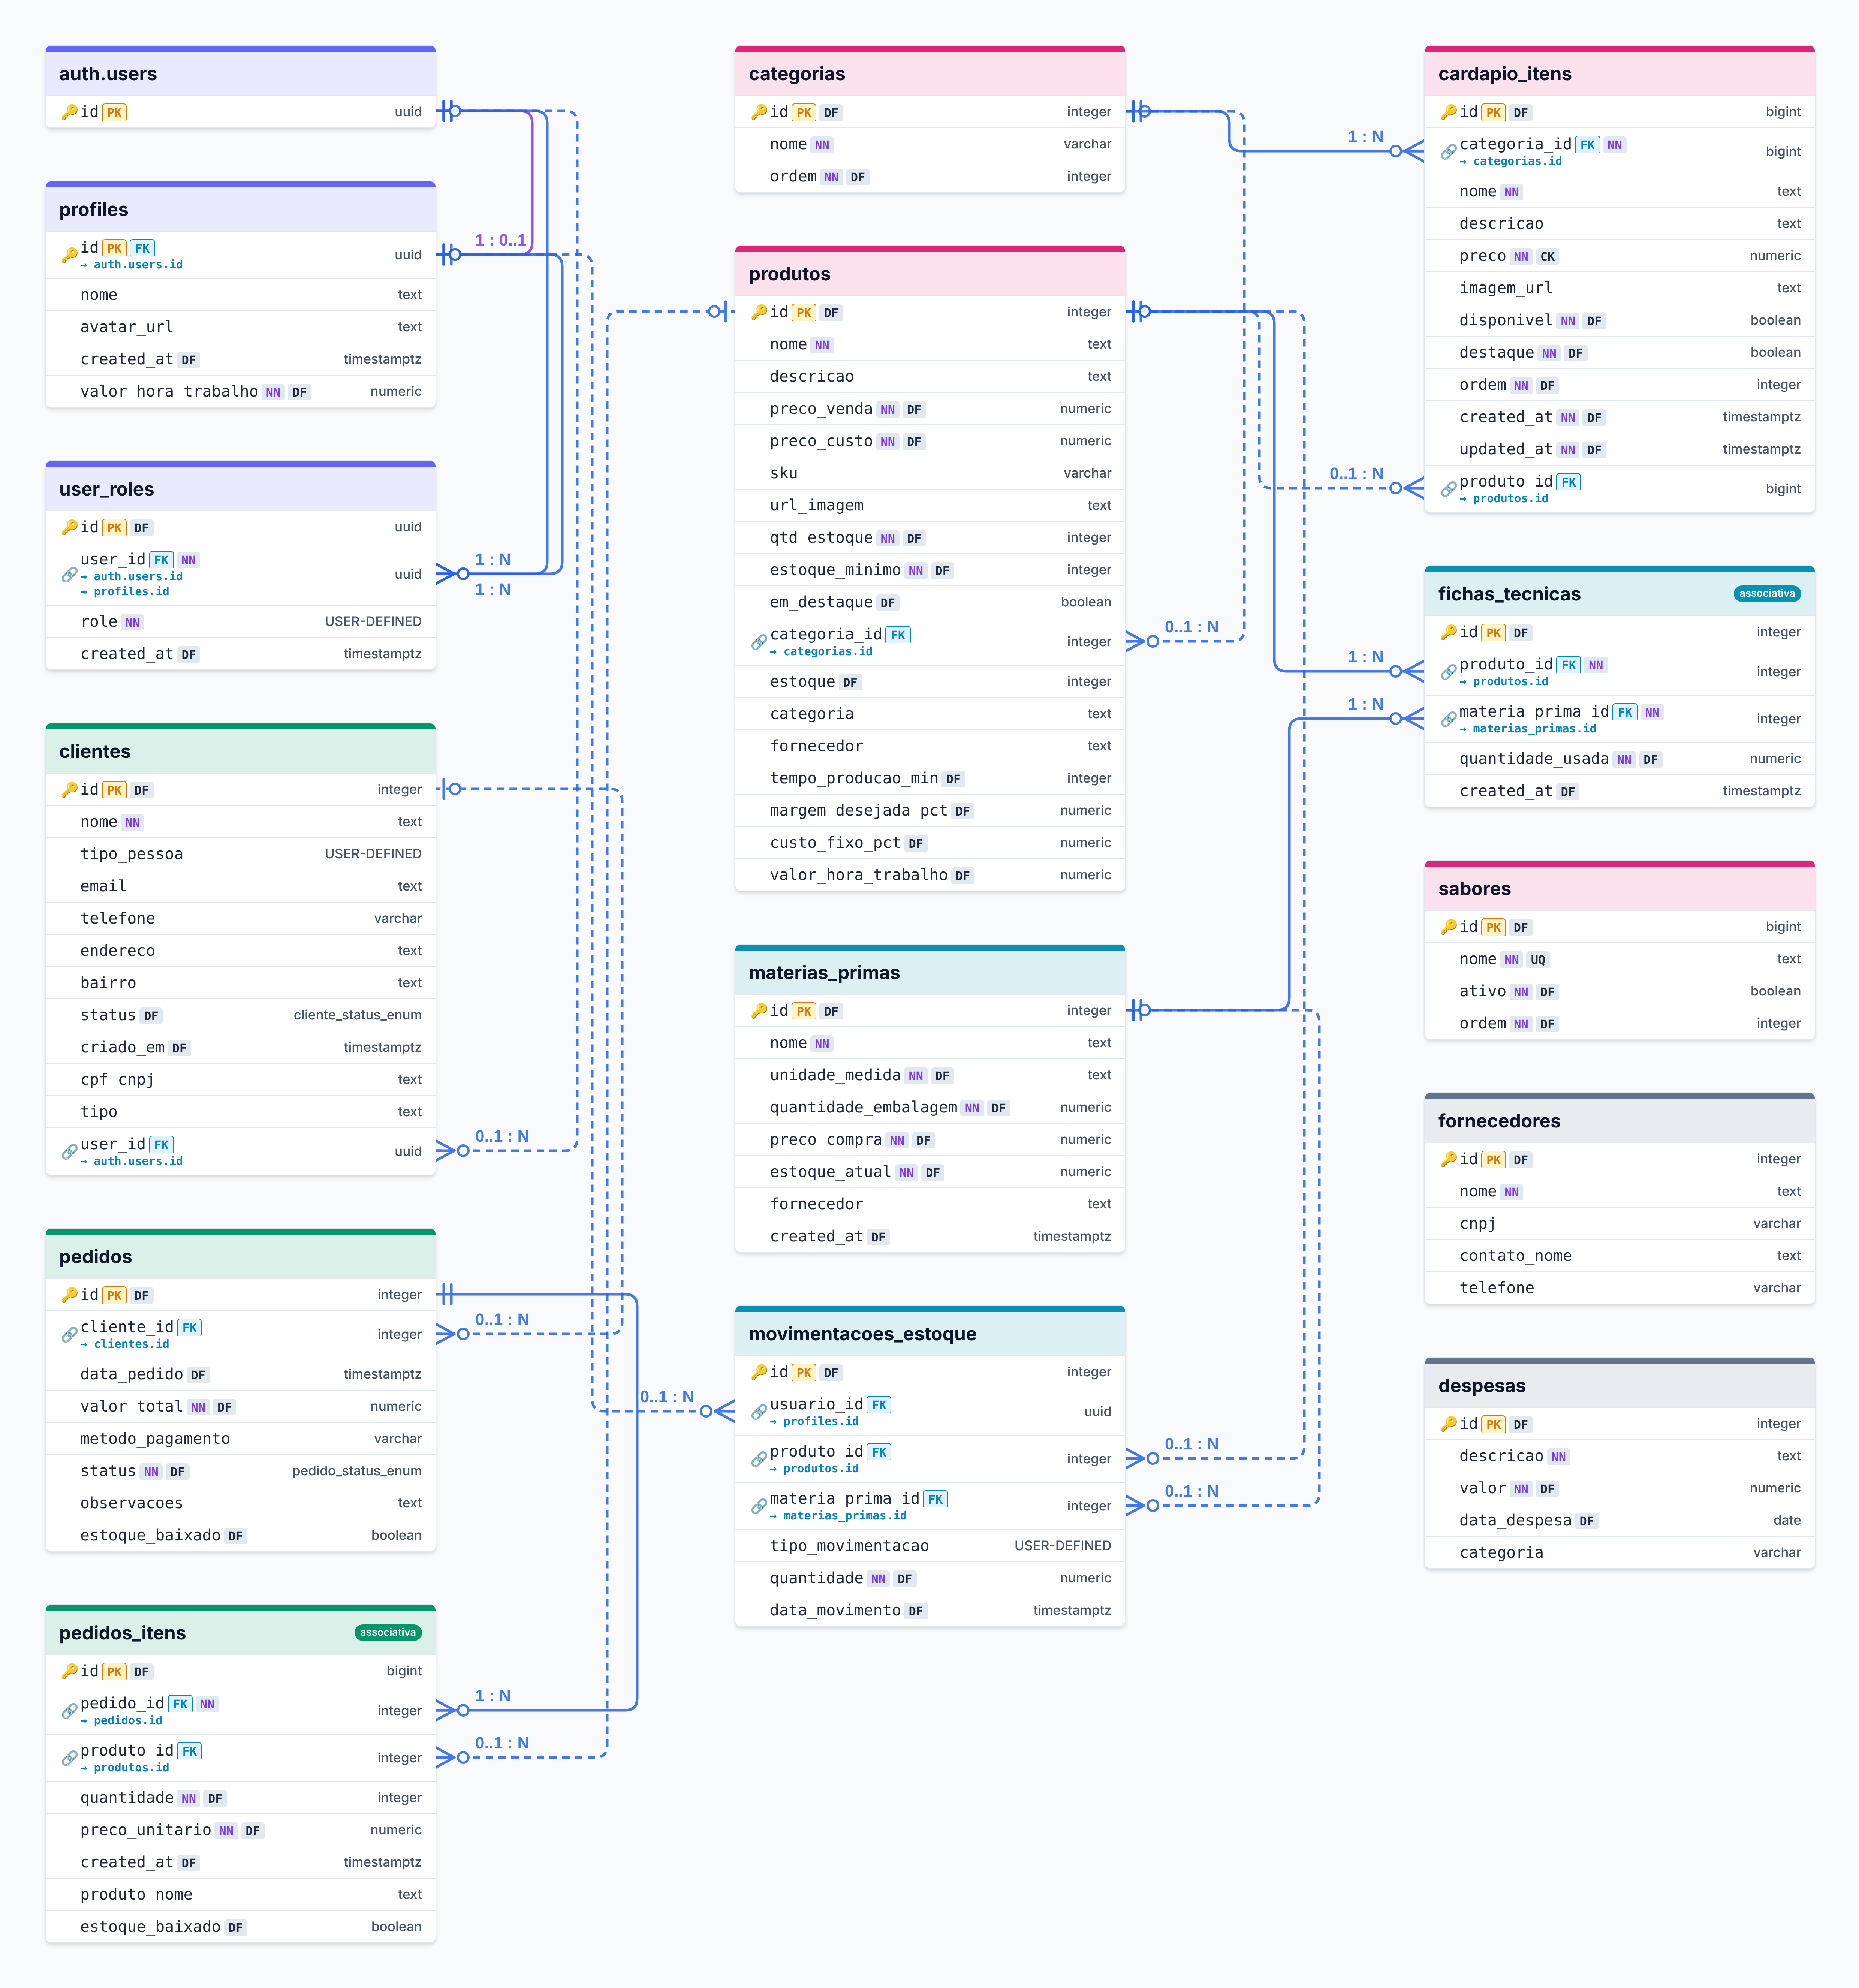 auth.users
id PK uuid
profiles
id PK FK uuid
→ auth.users.id
1 : 0..1
nome text
avatar_url text
created_at DF timestamptz
valor_hora_trabalho NN DF numeric
user_roles
id PK DF uuid
user_id FK NN uuid
→ auth.users.id
→ profiles.id
1 : N
1 : N
role NN USER-DEFINED
created_at DF timestamptz
clientes
id PK DF integer
nome NN text
tipo_pessoa USER-DEFINED
email text
telefone varchar
endereco text
bairro text
status DF cliente_status_enum
criado_em DF timestamptz
cpf_cnpj text
tipo text
user_id FK uuid
→ auth.users.id
0..1 : N
pedidos
id PK DF integer
cliente_id FK integer
→ clientes.id
0..1 : N
data_pedido DF timestamptz
valor_total NN DF numeric
metodo_pagamento varchar
status NN DF pedido_status_enum
observacoes text
estoque_baixado DF boolean
pedidos_itens associativa
id PK DF bigint
pedido_id FK NN integer
→ pedidos.id
1 : N
produto_id FK integer
→ produtos.id
0..1 : N
quantidade NN DF integer
preco_unitario NN DF numeric
created_at DF timestamptz
produto_nome text
estoque_baixado DF boolean
categorias
id PK DF integer
nome NN varchar
ordem NN DF integer
produtos
id PK DF integer
nome NN text
descricao text
preco_venda NN DF numeric
preco_custo NN DF numeric
sku varchar
url_imagem text
qtd_estoque NN DF integer
estoque_minimo NN DF integer
em_destaque DF boolean
categoria_id FK integer
→ categorias.id
0..1 : N
estoque DF integer
categoria text
fornecedor text
tempo_producao_min DF integer
margem_desejada_pct DF numeric
custo_fixo_pct DF numeric
valor_hora_trabalho DF numeric
materias_primas
id PK DF integer
nome NN text
unidade_medida NN DF text
quantidade_embalagem NN DF numeric
preco_compra NN DF numeric
estoque_atual NN DF numeric
fornecedor text
created_at DF timestamptz
movimentacoes_estoque
id PK DF integer
0..1 : N
usuario_id FK uuid
→ profiles.id
produto_id FK integer
→ produtos.id
0..1 : N
materia_prima_id FK integer
→ materias_primas.id
0..1 : N
tipo_movimentacao USER-DEFINED
quantidade NN DF numeric
data_movimento DF timestamptz
cardapio_itens
id PK DF bigint
1 : N
categoria_id FK NN bigint
→ categorias.id
nome NN text
descricao text
preco NN CK numeric
imagem_url text
disponivel NN DF boolean
destaque NN DF boolean
ordem NN DF integer
created_at NN DF timestamptz
updated_at NN DF timestamptz
0..1 : N
produto_id FK bigint
→ produtos.id
fichas_tecnicas associativa
id PK DF integer
1 : N
produto_id FK NN integer
→ produtos.id
1 : N
materia_prima_id FK NN integer
→ materias_primas.id
quantidade_usada NN DF numeric
created_at DF timestamptz
sabores
id PK DF bigint
nome NN UQ text
ativo NN DF boolean
ordem NN DF integer
fornecedores
id PK DF integer
nome NN text
cnpj varchar
contato_nome text
telefone varchar
despesas
id PK DF integer
descricao NN text
valor NN DF numeric
data_despesa DF date
categoria varchar